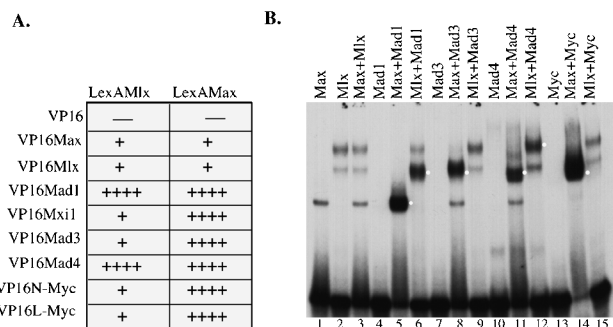 A.
LexAMlx LexAMax
VP16 — —
VP16Max + +
VP16Mlx + +
VP16Mad1 ++++ ++++
VP16Mxi1 + ++++
VP16Mad3 + ++++
VP16Mad4 ++++ ++++
VP16N-Myc + ++++
VP16L-Myc + ++++
B.
Max
Mlx
Max+Mlx
Mad1
Max+Mad1
Mlx+Mad1
Mad3
Max+Mad3
Mlx+Mad3
Mad4
Max+Mad4
Mlx+Mad4
Myc
Max+Myc
Mlx+Myc
1 2 3 4 5 6 7 8 9 10 11 12 13 14 15